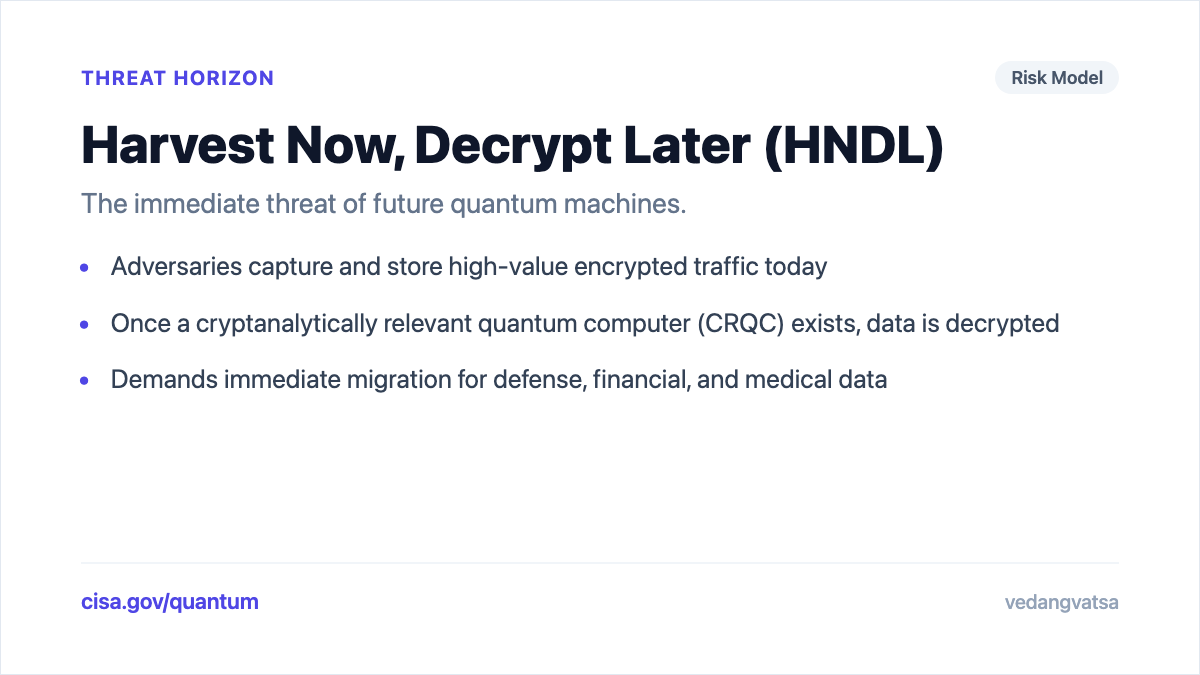 THREAT HORIZON
Risk Model
Harvest Now, Decrypt Later (HNDL)
The immediate threat of future quantum machines.
• Adversaries capture and store high-value encrypted traffic today
• Once a cryptanalytically relevant quantum computer (CRQC) exists, data is decrypted
• Demands immediate migration for defense, financial, and medical data
cisa.gov/quantum
vedangvatsa